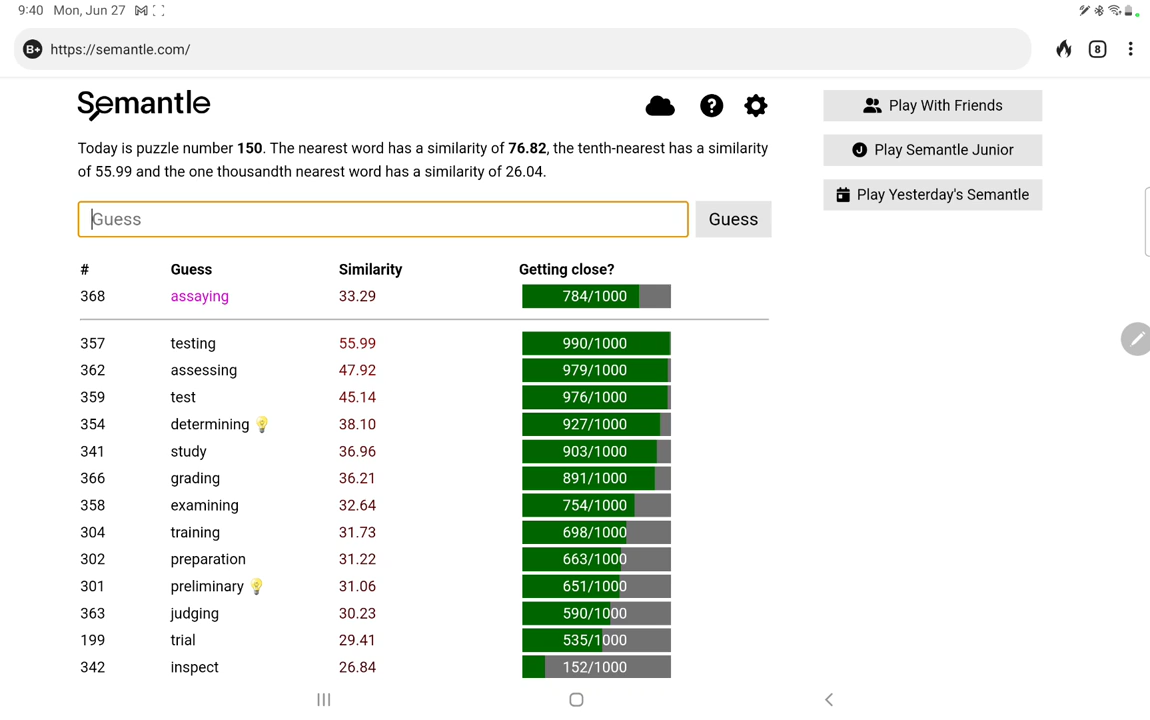 9:40 Mon, Jun 27
B+ https://semantle.com/ 8
Semantle
Play With Friends
Today is puzzle number 150. The nearest word has a similarity of 76.82, the tenth-nearest has a similarity
of 55.99 and the one thousandth nearest word has a similarity of 26.04.
J Play Semantle Junior
Play Yesterday's Semantle
Guess Guess
# Guess Similarity Getting close?
368 assaying 33.29 784/1000
357 testing 55.99 990/1000
362 assessing 47.92 979/1000
359 test 45.14 976/1000
354 determining 38.10 927/1000
341 study 36.96 903/1000
366 grading 36.21 891/1000
358 examining 32.64 754/1000
304 training 31.73 698/1000
302 preparation 31.22 663/1000
301 preliminary 31.06 651/1000
363 judging 30.23 590/1000
199 trial 29.41 535/1000
342 inspect 26.84 152/1000